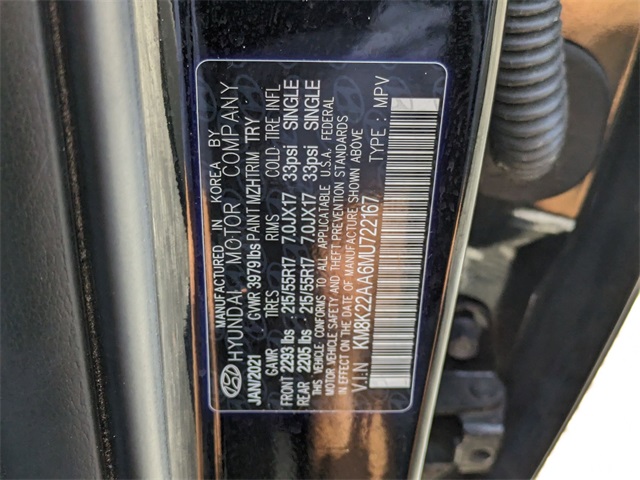 MANUFACTURED IN KOREA BY
HYUNDAI MOTOR COMPANY
JAN/2021 GVWR 3979lbs PAINT MZH TRIM TRY
GAWR TIRES RIMS COLD TIRE INFL
FRONT 2293 lbs 215/55R17 7.0JX17 33psi SINGLE
REAR 2205 lbs 215/55R17 7.0JX17 33psi SINGLE
THIS VEHICLE CONFORMS TO ALL APPLICABLE U.S.A. FEDERAL
MOTOR VEHICLE SAFETY AND THEFT PREVENTION STANDARDS
IN EFFECT ON THE DATE OF MANUFACTURE SHOWN ABOVE
V.I.N KM8K22AA6MU722167 TYPE : MPV